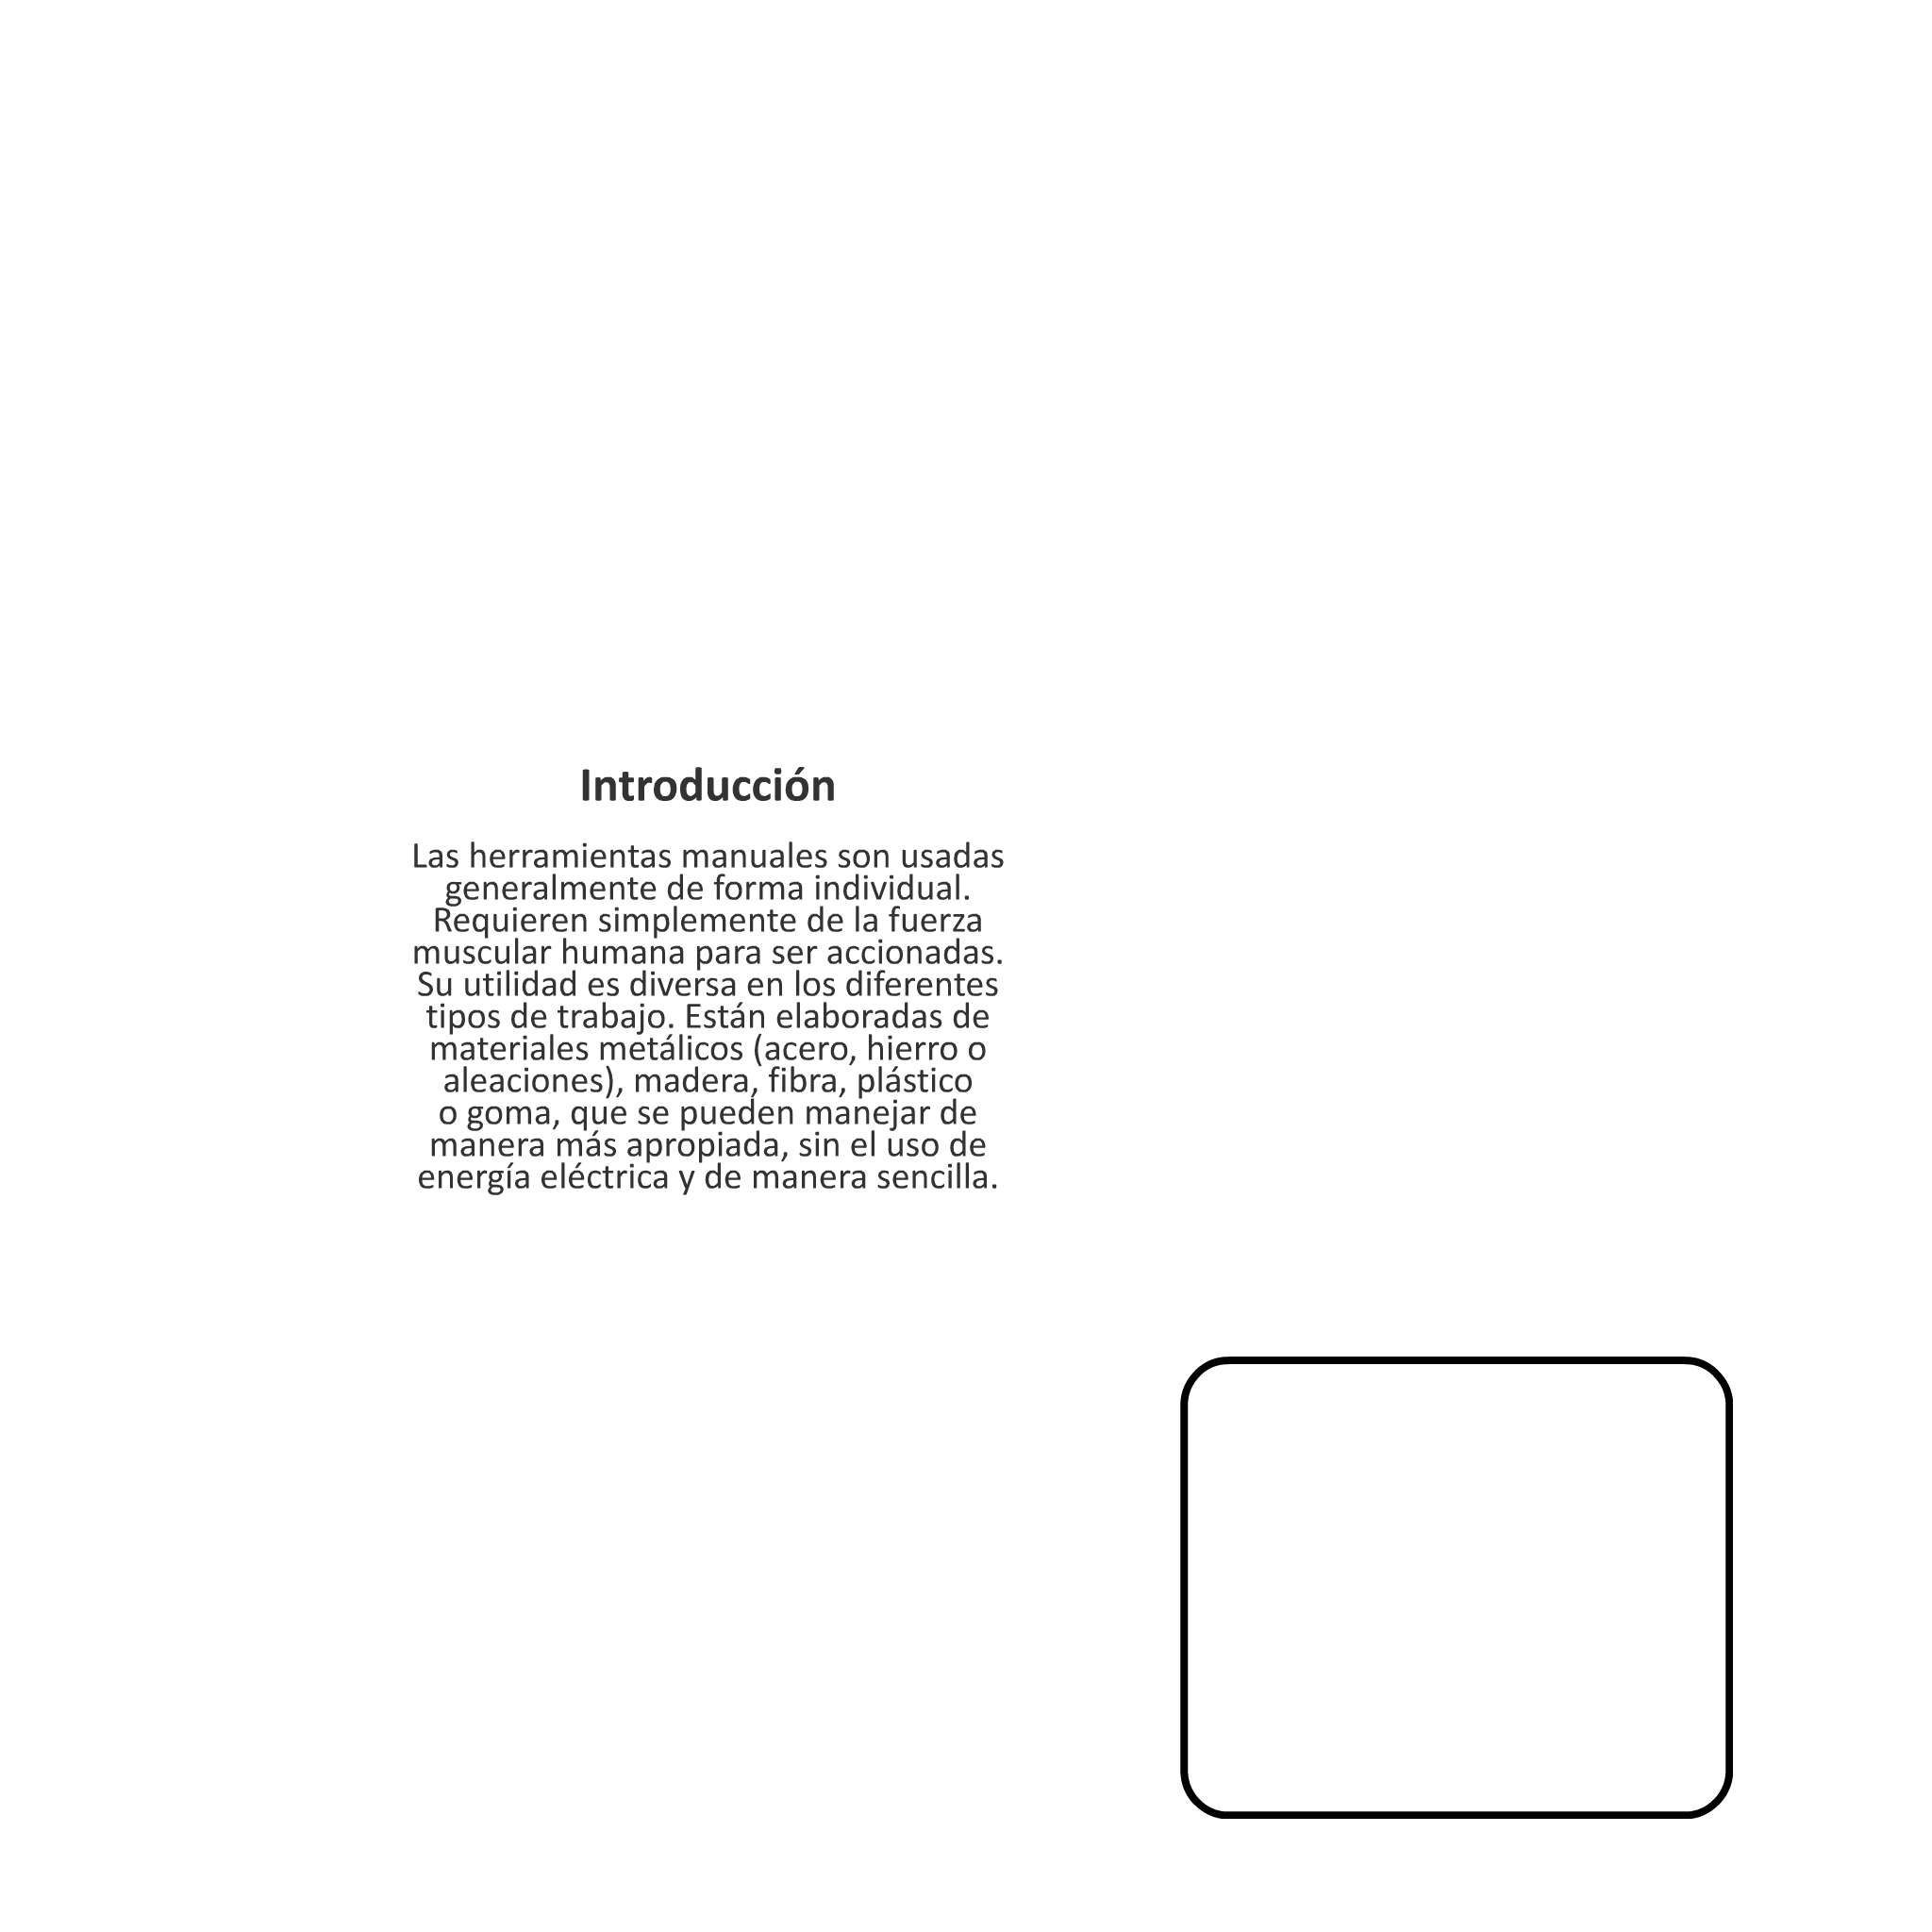 Introducción
Las herramientas manuales son usadas
generalmente de forma individual.
Requieren simplemente de la fuerza
muscular humana para ser accionadas.
Su utilidad es diversa en los diferentes
tipos de trabajo. Están elaboradas de
materiales metálicos (acero, hierro o
aleaciones), madera, fibra, plástico
o goma, que se pueden manejar de
manera más apropiada, sin el uso de
energía eléctrica y de manera sencilla.